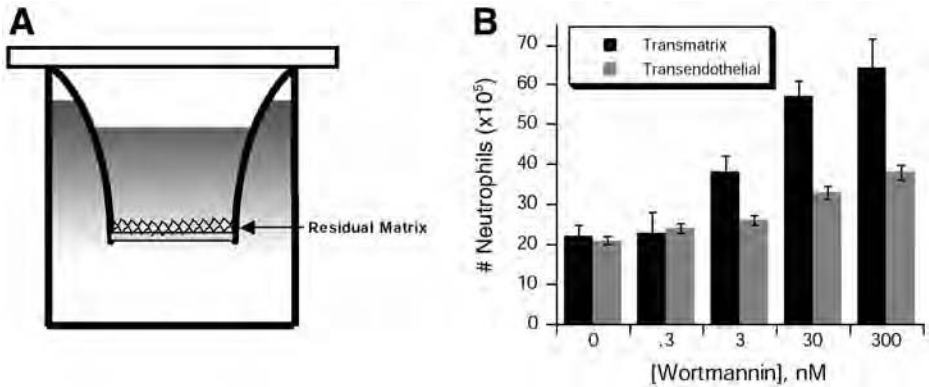 A
Residual Matrix
B
# Neutrophils (x10⁵)
70
60
50
40
30
20
10
0
Transmatrix
Transendothelial
0
.3
3
30
300
[Wortmannin], nM